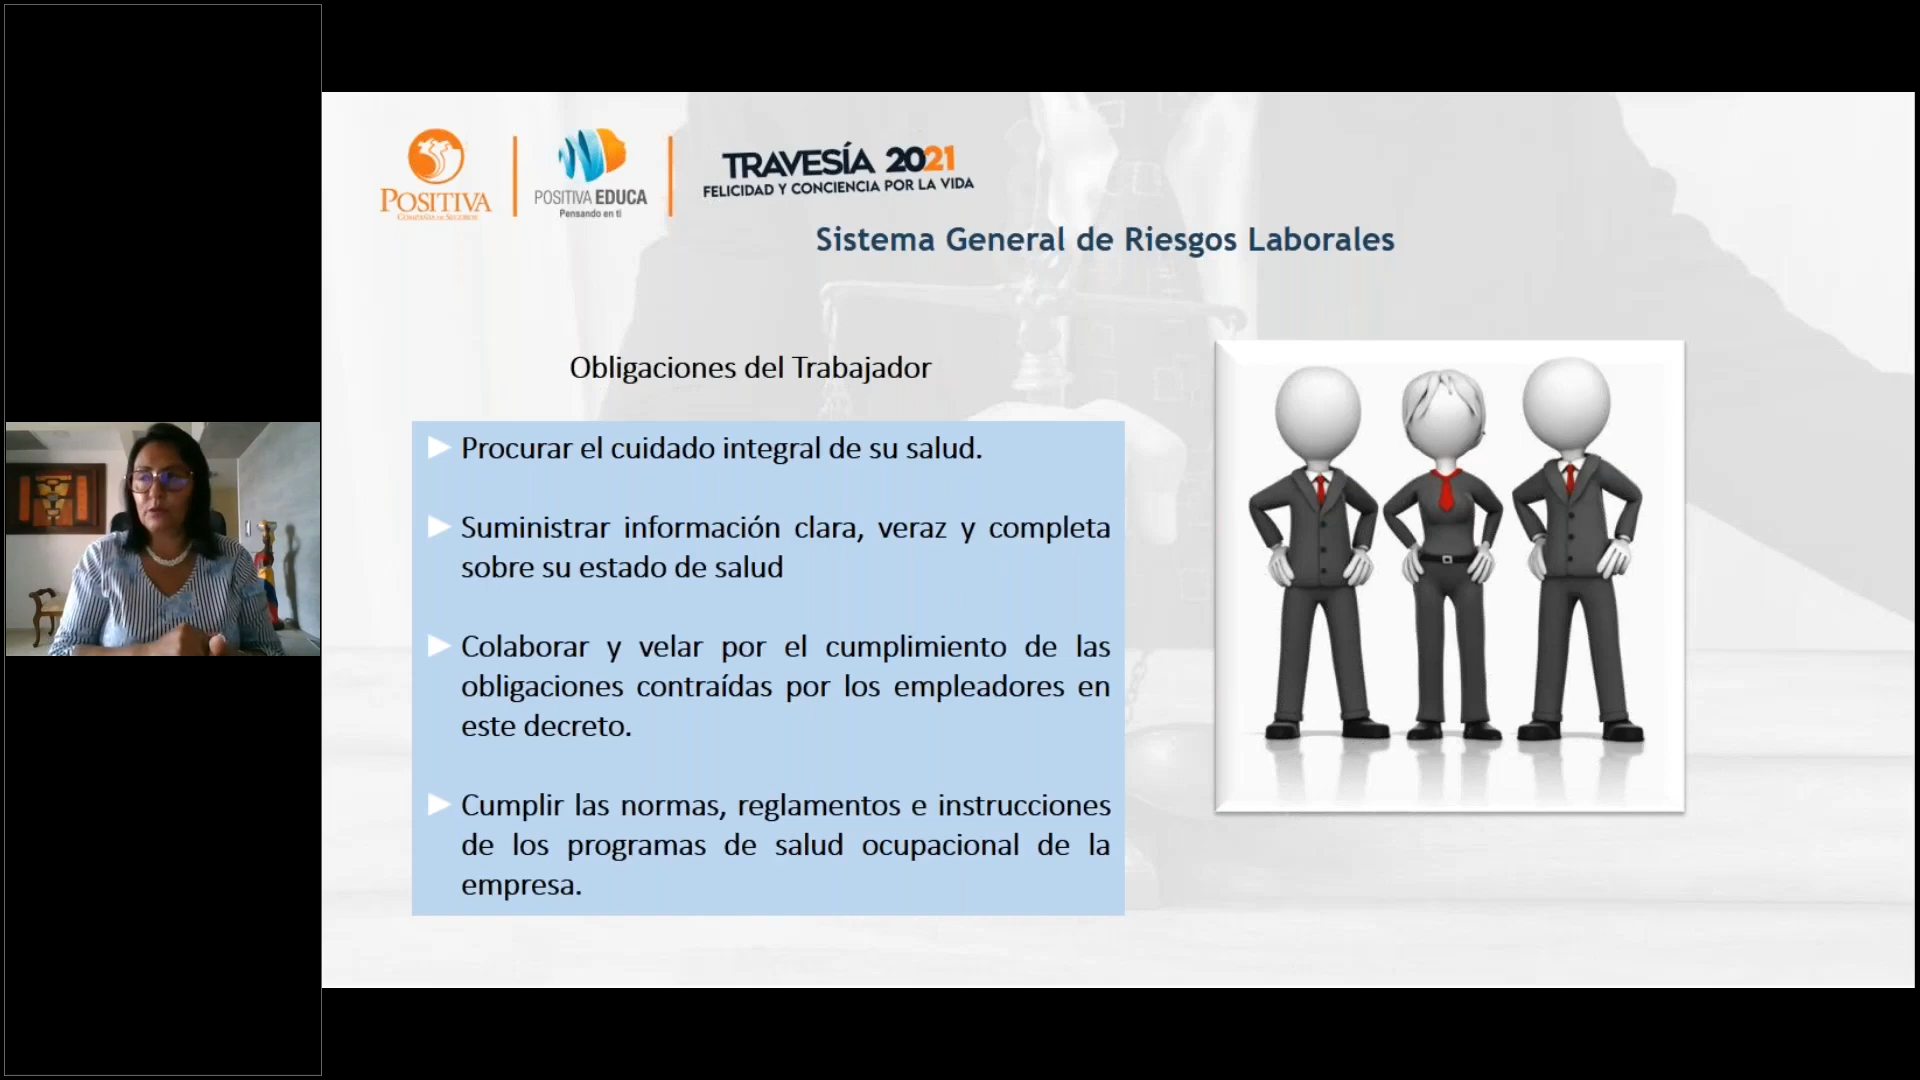 POSITIVA
COMPAÑÍA DE SEGUROS
POSITIVA EDUCA
Pensando en ti
TRAVESÍA 2021
FELICIDAD Y CONCIENCIA POR LA VIDA
Sistema General de Riesgos Laborales
Obligaciones del Trabajador
Procurar el cuidado integral de su salud.
Suministrar información clara, veraz y completa
sobre su estado de salud
Colaborar y velar por el cumplimiento de las
obligaciones contraídas por los empleadores en
este decreto.
Cumplir las normas, reglamentos e instrucciones
de los programas de salud ocupacional de la
empresa.